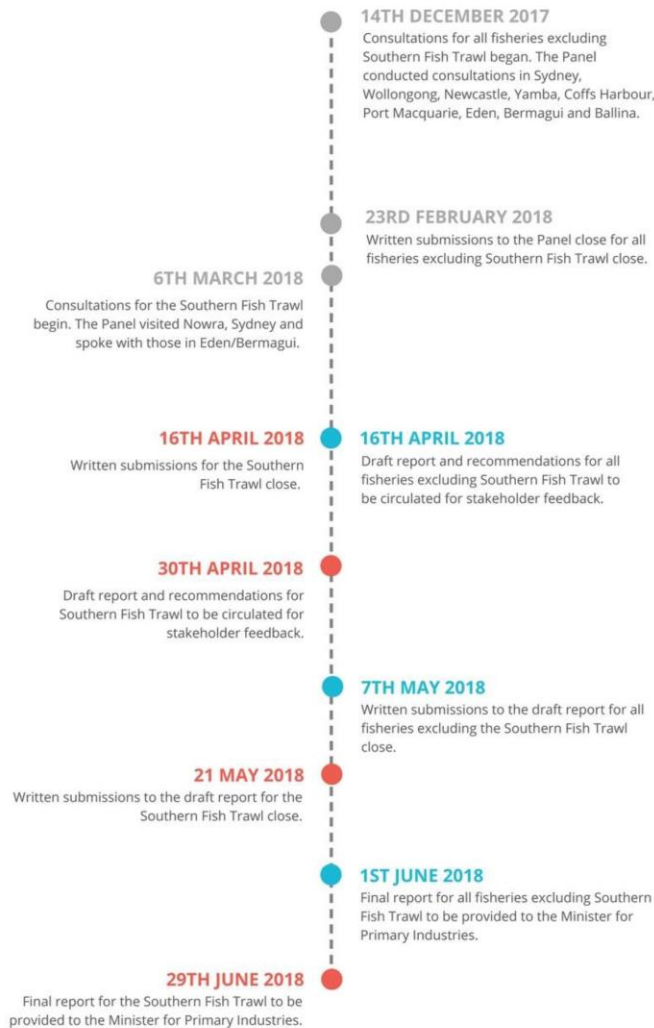 14TH DECEMBER 2017
Consultations for all fisheries excluding
Southern Fish Trawl began. The Panel
conducted consultations in Sydney,
Wollongong, Newcastle, Yamba, Coffs Harbour,
Port Macquarie, Eden, Bermagui and Ballina.
23RD FEBRUARY 2018
Written submissions to the Panel close for all
fisheries excluding Southern Fish Trawl close.
6TH MARCH 2018
Consultations for the Southern Fish Trawl
begin. The Panel visited Nowra, Sydney and
spoke with those in Eden/Bermagui.
16TH APRIL 2018
Written submissions for the Southern
Fish Trawl close.
16TH APRIL 2018
Draft report and recommendations for all
fisheries excluding Southern Fish Trawl to
be circulated for stakeholder feedback.
30TH APRIL 2018
Draft report and recommendations for
Southern Fish Trawl to be circulated for
stakeholder feedback.
7TH MAY 2018
Written submissions to the draft report for all
fisheries excluding the Southern Fish Trawl
close.
21 MAY 2018
Written submissions to the draft report for the
Southern Fish Trawl close.
1ST JUNE 2018
Final report for all fisheries excluding Southern
Fish Trawl to be provided to the Minister for
Primary Industries.
29TH JUNE 2018
Final report for the Southern Fish Trawl to be
provided to the Minister for Primary Industries.